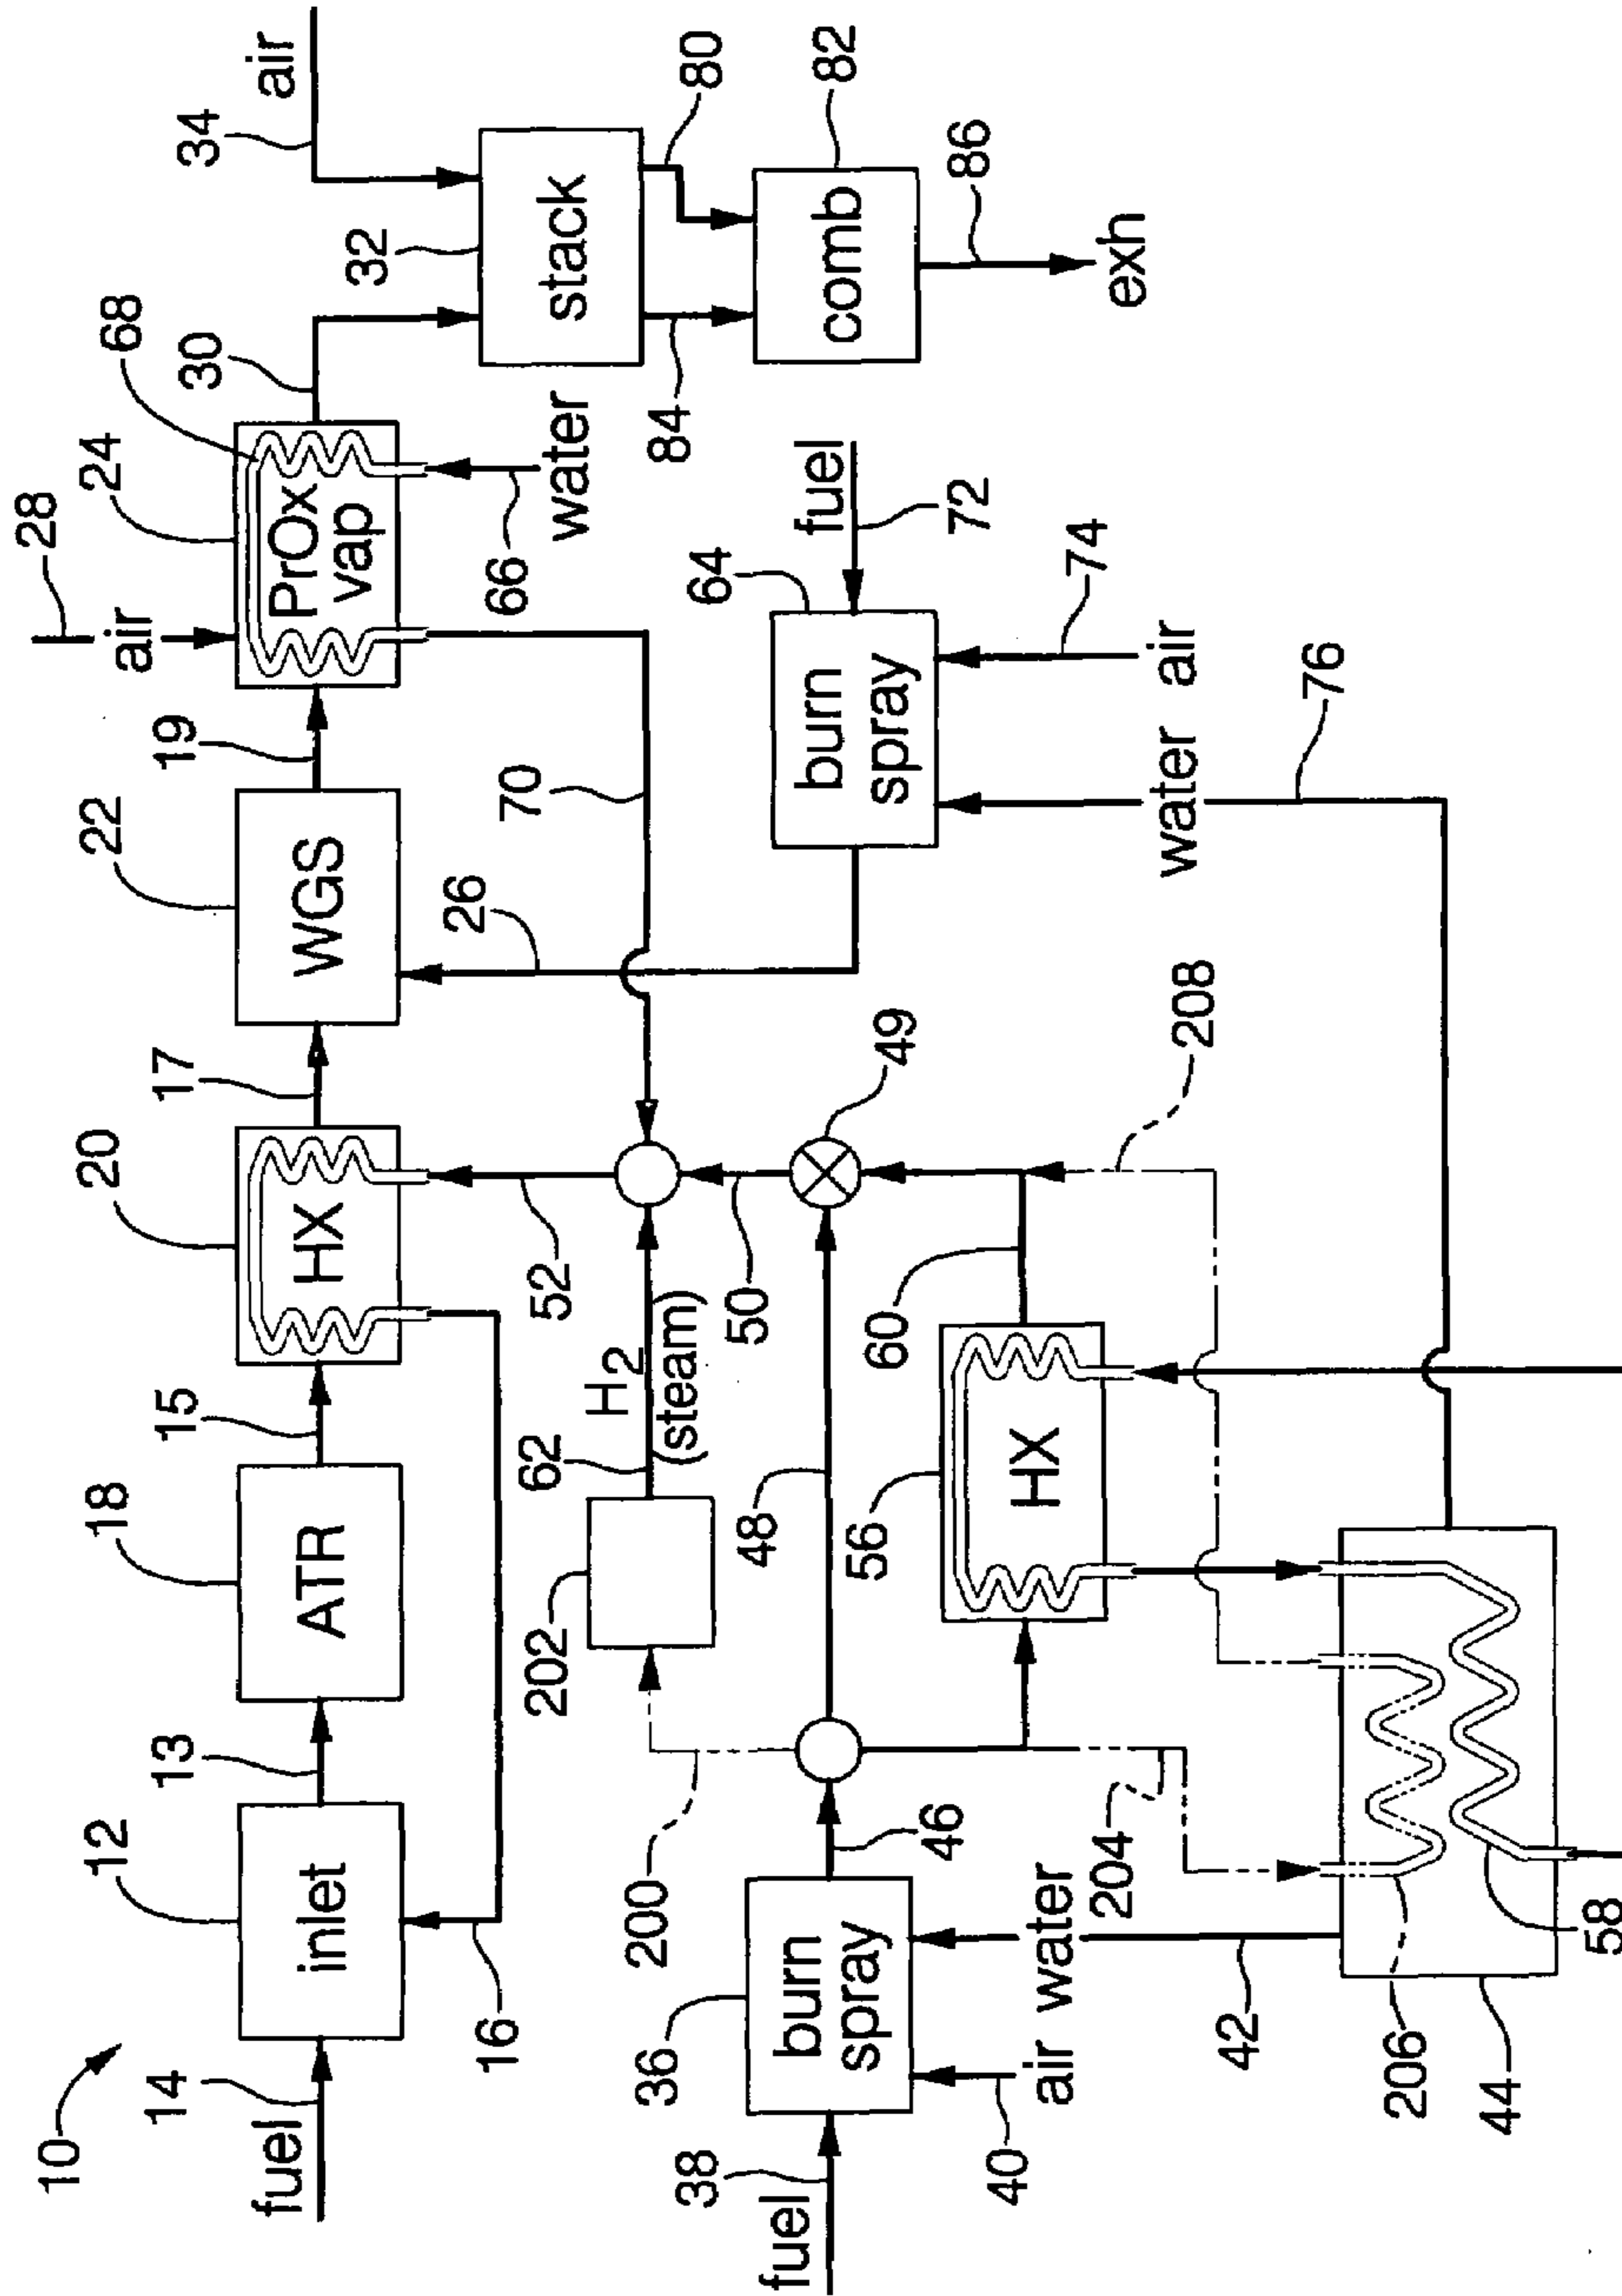 10
fuel
14
12
inlet
16
13
18
ATR
15
20
HX
17
22
WGS
19
24
28
air
PrOx
vap
68
30
66
water
34
air
32
stack
80
84
82
comb
86
exh
70
26
52
50
49
H2
(steam)
62
202
200
48
46
fuel
38
36
burn
spray
40
air
water
42
204
206
44
58
56
HX
60
208
64
burn
spray
fuel
72
74
air
water
76